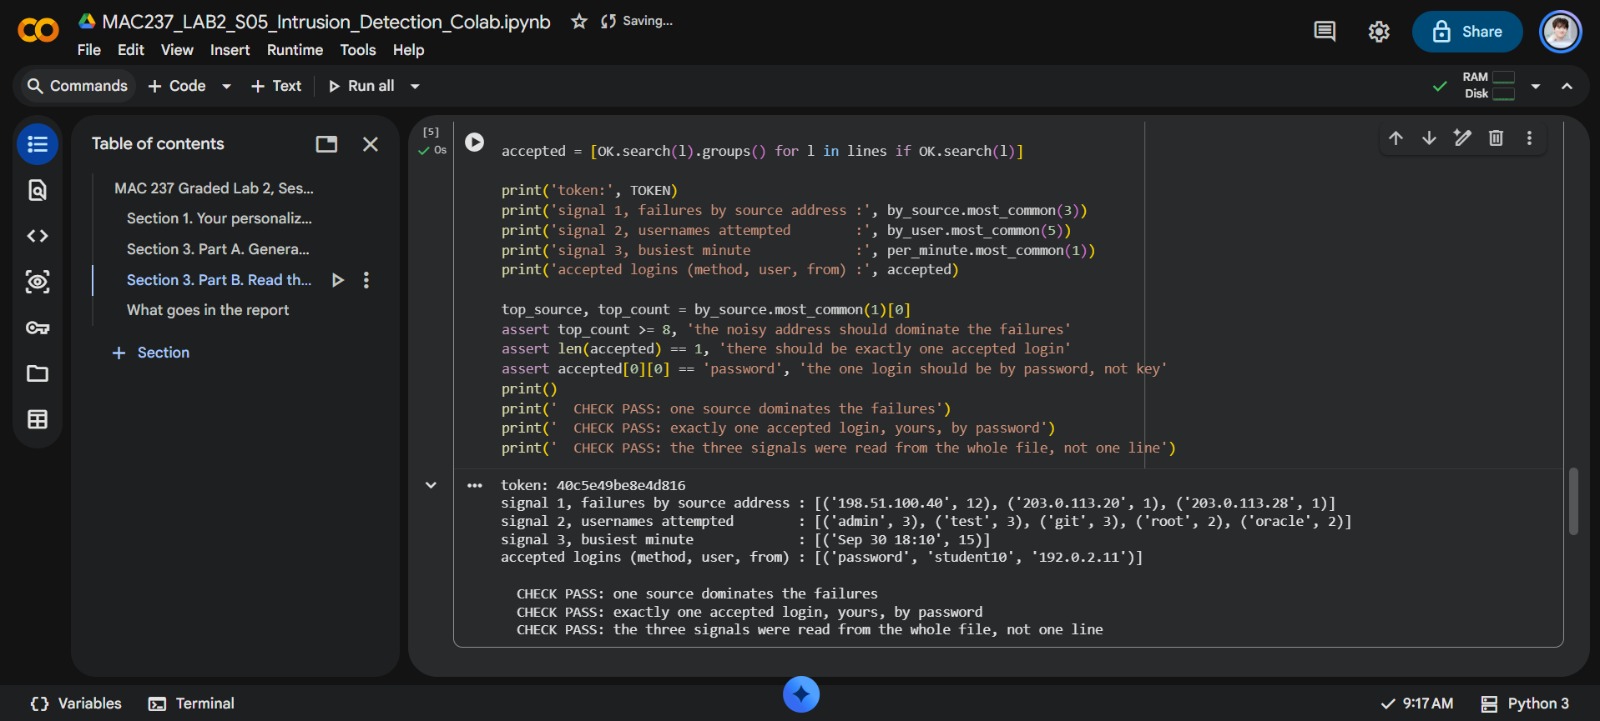 MAC237_LAB2_S05_Intrusion_Detection_Colab.ipynb
Saving...
File Edit View Insert Runtime Tools Help
Share
Commands + Code + Text Run all
RAM
Disk
Table of contents
MAC 237 Graded Lab 2, Ses...
Section 1. Your personaliz...
Section 3. Part A. Genera...
Section 3. Part B. Read th...
What goes in the report
+ Section
[5]
0s
accepted = [OK.search(l).groups() for l in lines if OK.search(l)]
print('token:', TOKEN)
print('signal 1, failures by source address :', by_source.most_common(3))
print('signal 2, usernames attempted        :', by_user.most_common(5))
print('signal 3, busiest minute             :', per_minute.most_common(1))
print('accepted logins (method, user, from) :', accepted)
top_source, top_count = by_source.most_common(1)[0]
assert top_count >= 8, 'the noisy address should dominate the failures'
assert len(accepted) == 1, 'there should be exactly one accepted login'
assert accepted[0][0] == 'password', 'the one login should be by password, not key'
print()
print('  CHECK PASS: one source dominates the failures')
print('  CHECK PASS: exactly one accepted login, yours, by password')
print('  CHECK PASS: the three signals were read from the whole file, not one line')
token: 40c5e49be8e4d816
signal 1, failures by source address : [('198.51.100.40', 12), ('203.0.113.20', 1), ('203.0.113.28', 1)]
signal 2, usernames attempted        : [('admin', 3), ('test', 3), ('git', 3), ('root', 2), ('oracle', 2)]
signal 3, busiest minute             : [('Sep 30 18:10', 15)]
accepted logins (method, user, from) : [('password', 'student10', '192.0.2.11')]
  CHECK PASS: one source dominates the failures
  CHECK PASS: exactly one accepted login, yours, by password
  CHECK PASS: the three signals were read from the whole file, not one line
{} Variables Terminal
9:17 AM Python 3